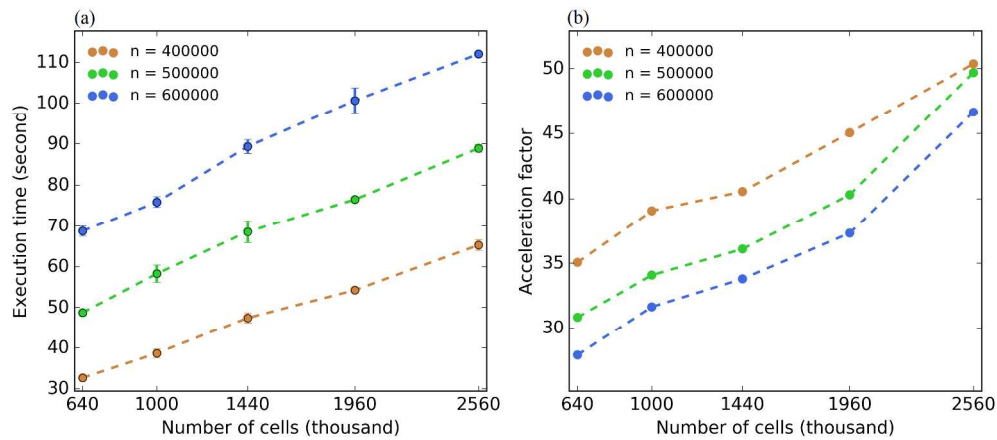 (a)
n = 400000
n = 500000
n = 600000
110
100
90
80
70
60
50
40
30
Execution time (second)
640 1000 1440 1960 2560
Number of cells (thousand)
(b)
n = 400000
n = 500000
n = 600000
50
45
40
35
30
Acceleration factor
640 1000 1440 1960 2560
Number of cells (thousand)